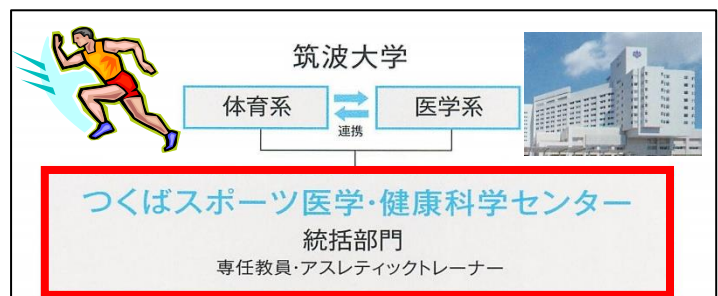 筑波大学
体育系
医学系
連携
つくばスポーツ医学・健康科学センター
統括部門
専任教員・アスレティックトレーナー